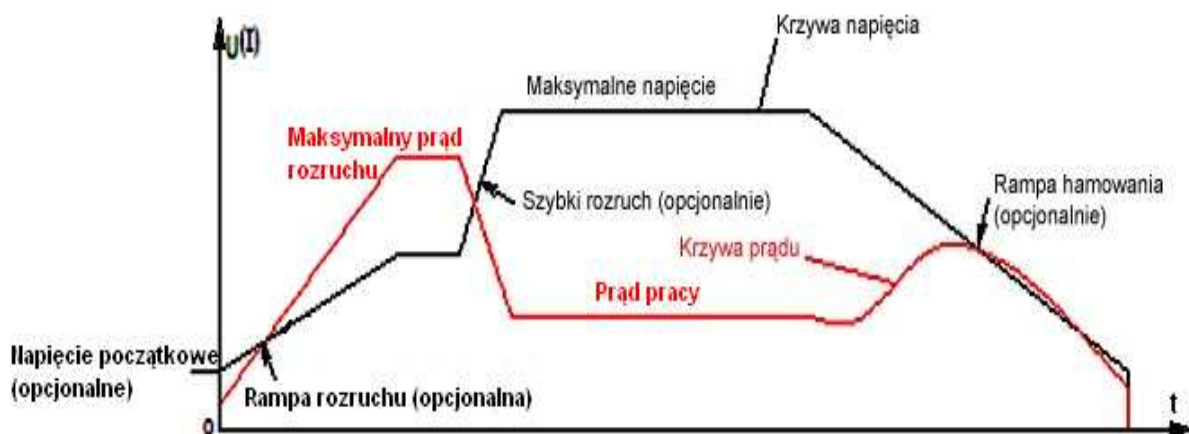 U(I)
Krzywa napięcia
Maksymalne napięcie
Maksymalny prąd
rozruchu
Szybki rozruch (opcjonalnie)
Rampa hamowania
(opcjonalnie)
Krzywa prądu
Prąd pracy
Napięcie początkowe
(opcjonalne)
Rampa rozruchu (opcjonalna)
0
t